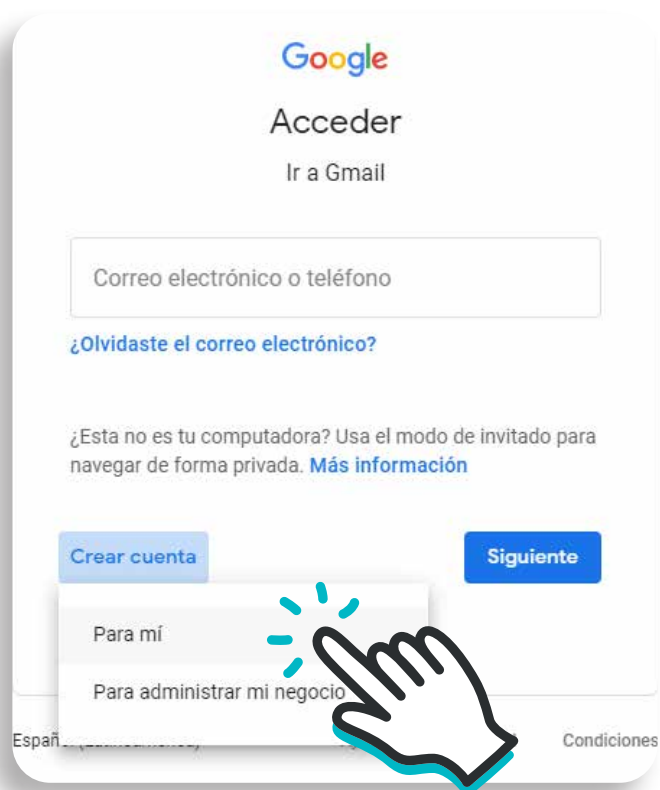 Google
Acceder
Ir a Gmail
Correo electrónico o teléfono
¿Olvidaste el correo electrónico?
¿Esta no es tu computadora? Usa el modo de invitado para
navegar de forma privada. Más información
Crear cuenta
Siguiente
Para mí
Para administrar mi negocio
Condiciones